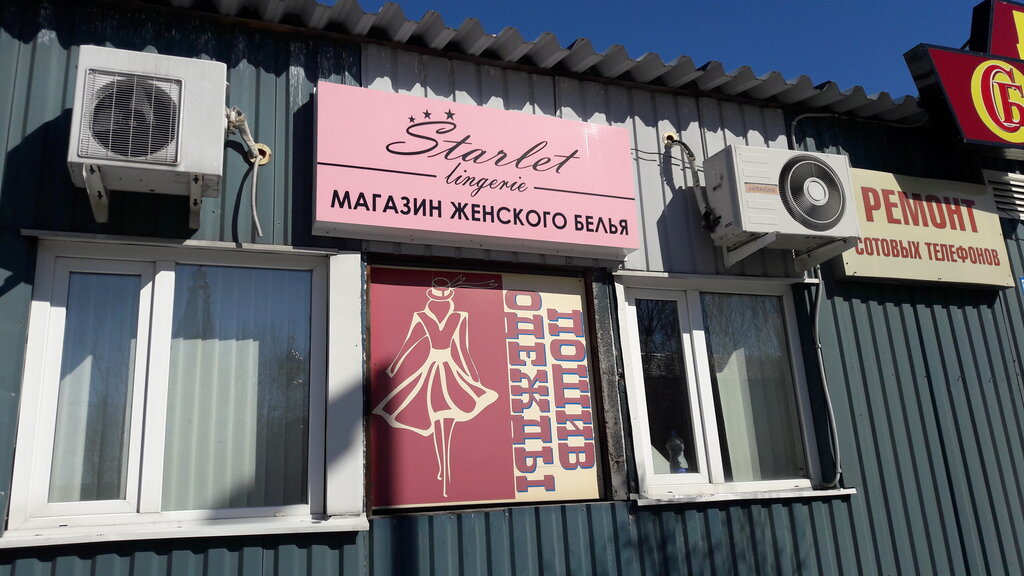 Starlet
lingerie
МАГАЗИН ЖЕНСКОГО БЕЛЬЯ
ПОШИВ
ОДЕЖДЫ
РЕМОНТ
СОТОВЫХ ТЕЛЕФОНОВ